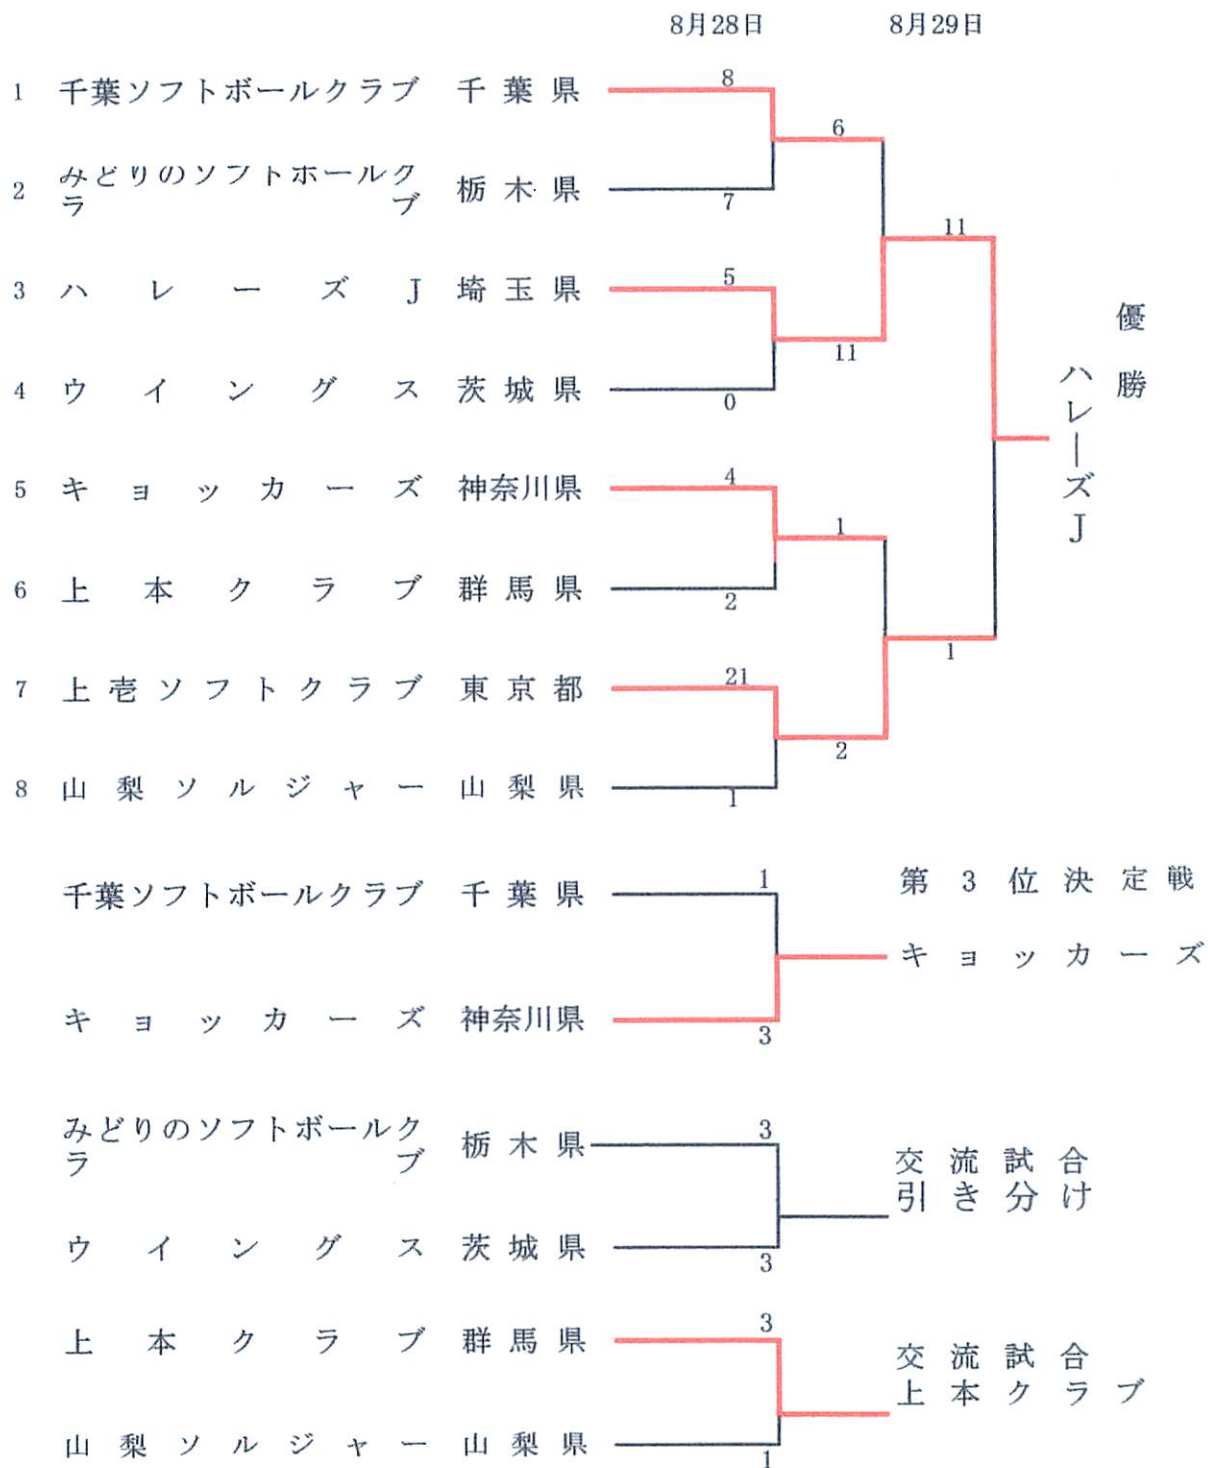 8月28日 8月29日
1 千葉ソフトボールクラブ 千葉県 8
6
2 みどりのソフトホールク
ラブ 栃木県 7
11
3 ハレーズJ 埼玉県 5
11
4 ウイングス 茨城県 0
優勝
ハレーズJ
5 キョッカーズ 神奈川県 4
1
6 上本クラブ 群馬県 2
1
7 上壱ソフトクラブ 東京都 21
2
8 山梨ソルジャー 山梨県 1
千葉ソフトボールクラブ 千葉県 1
第3位決定戦
キョッカーズ
キョッカーズ 神奈川県 3
みどりのソフトボールク
ラブ 栃木県 3
交流試合
引き分け
ウイングス 茨城県 3
上本クラブ 群馬県 3
交流試合
上本クラブ
山梨ソルジャー 山梨県 1